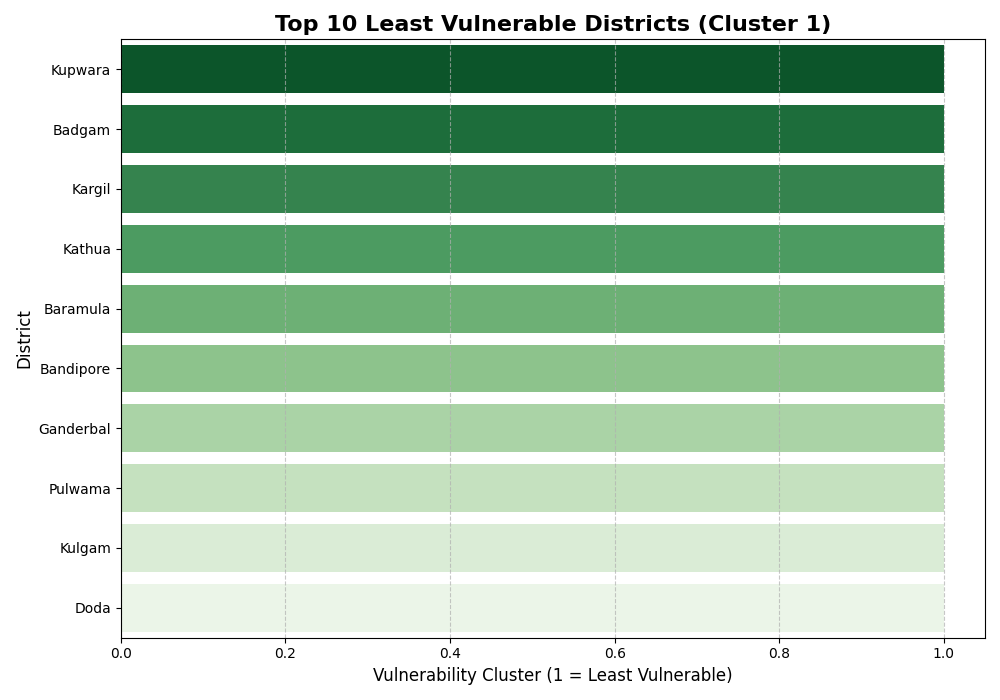 Top 10 Least Vulnerable Districts (Cluster 1)
District
Kupwara
Badgam
Kargil
Kathua
Baramula
Bandipore
Ganderbal
Pulwama
Kulgam
Doda
0.0 0.2 0.4 0.6 0.8 1.0
Vulnerability Cluster (1 = Least Vulnerable)